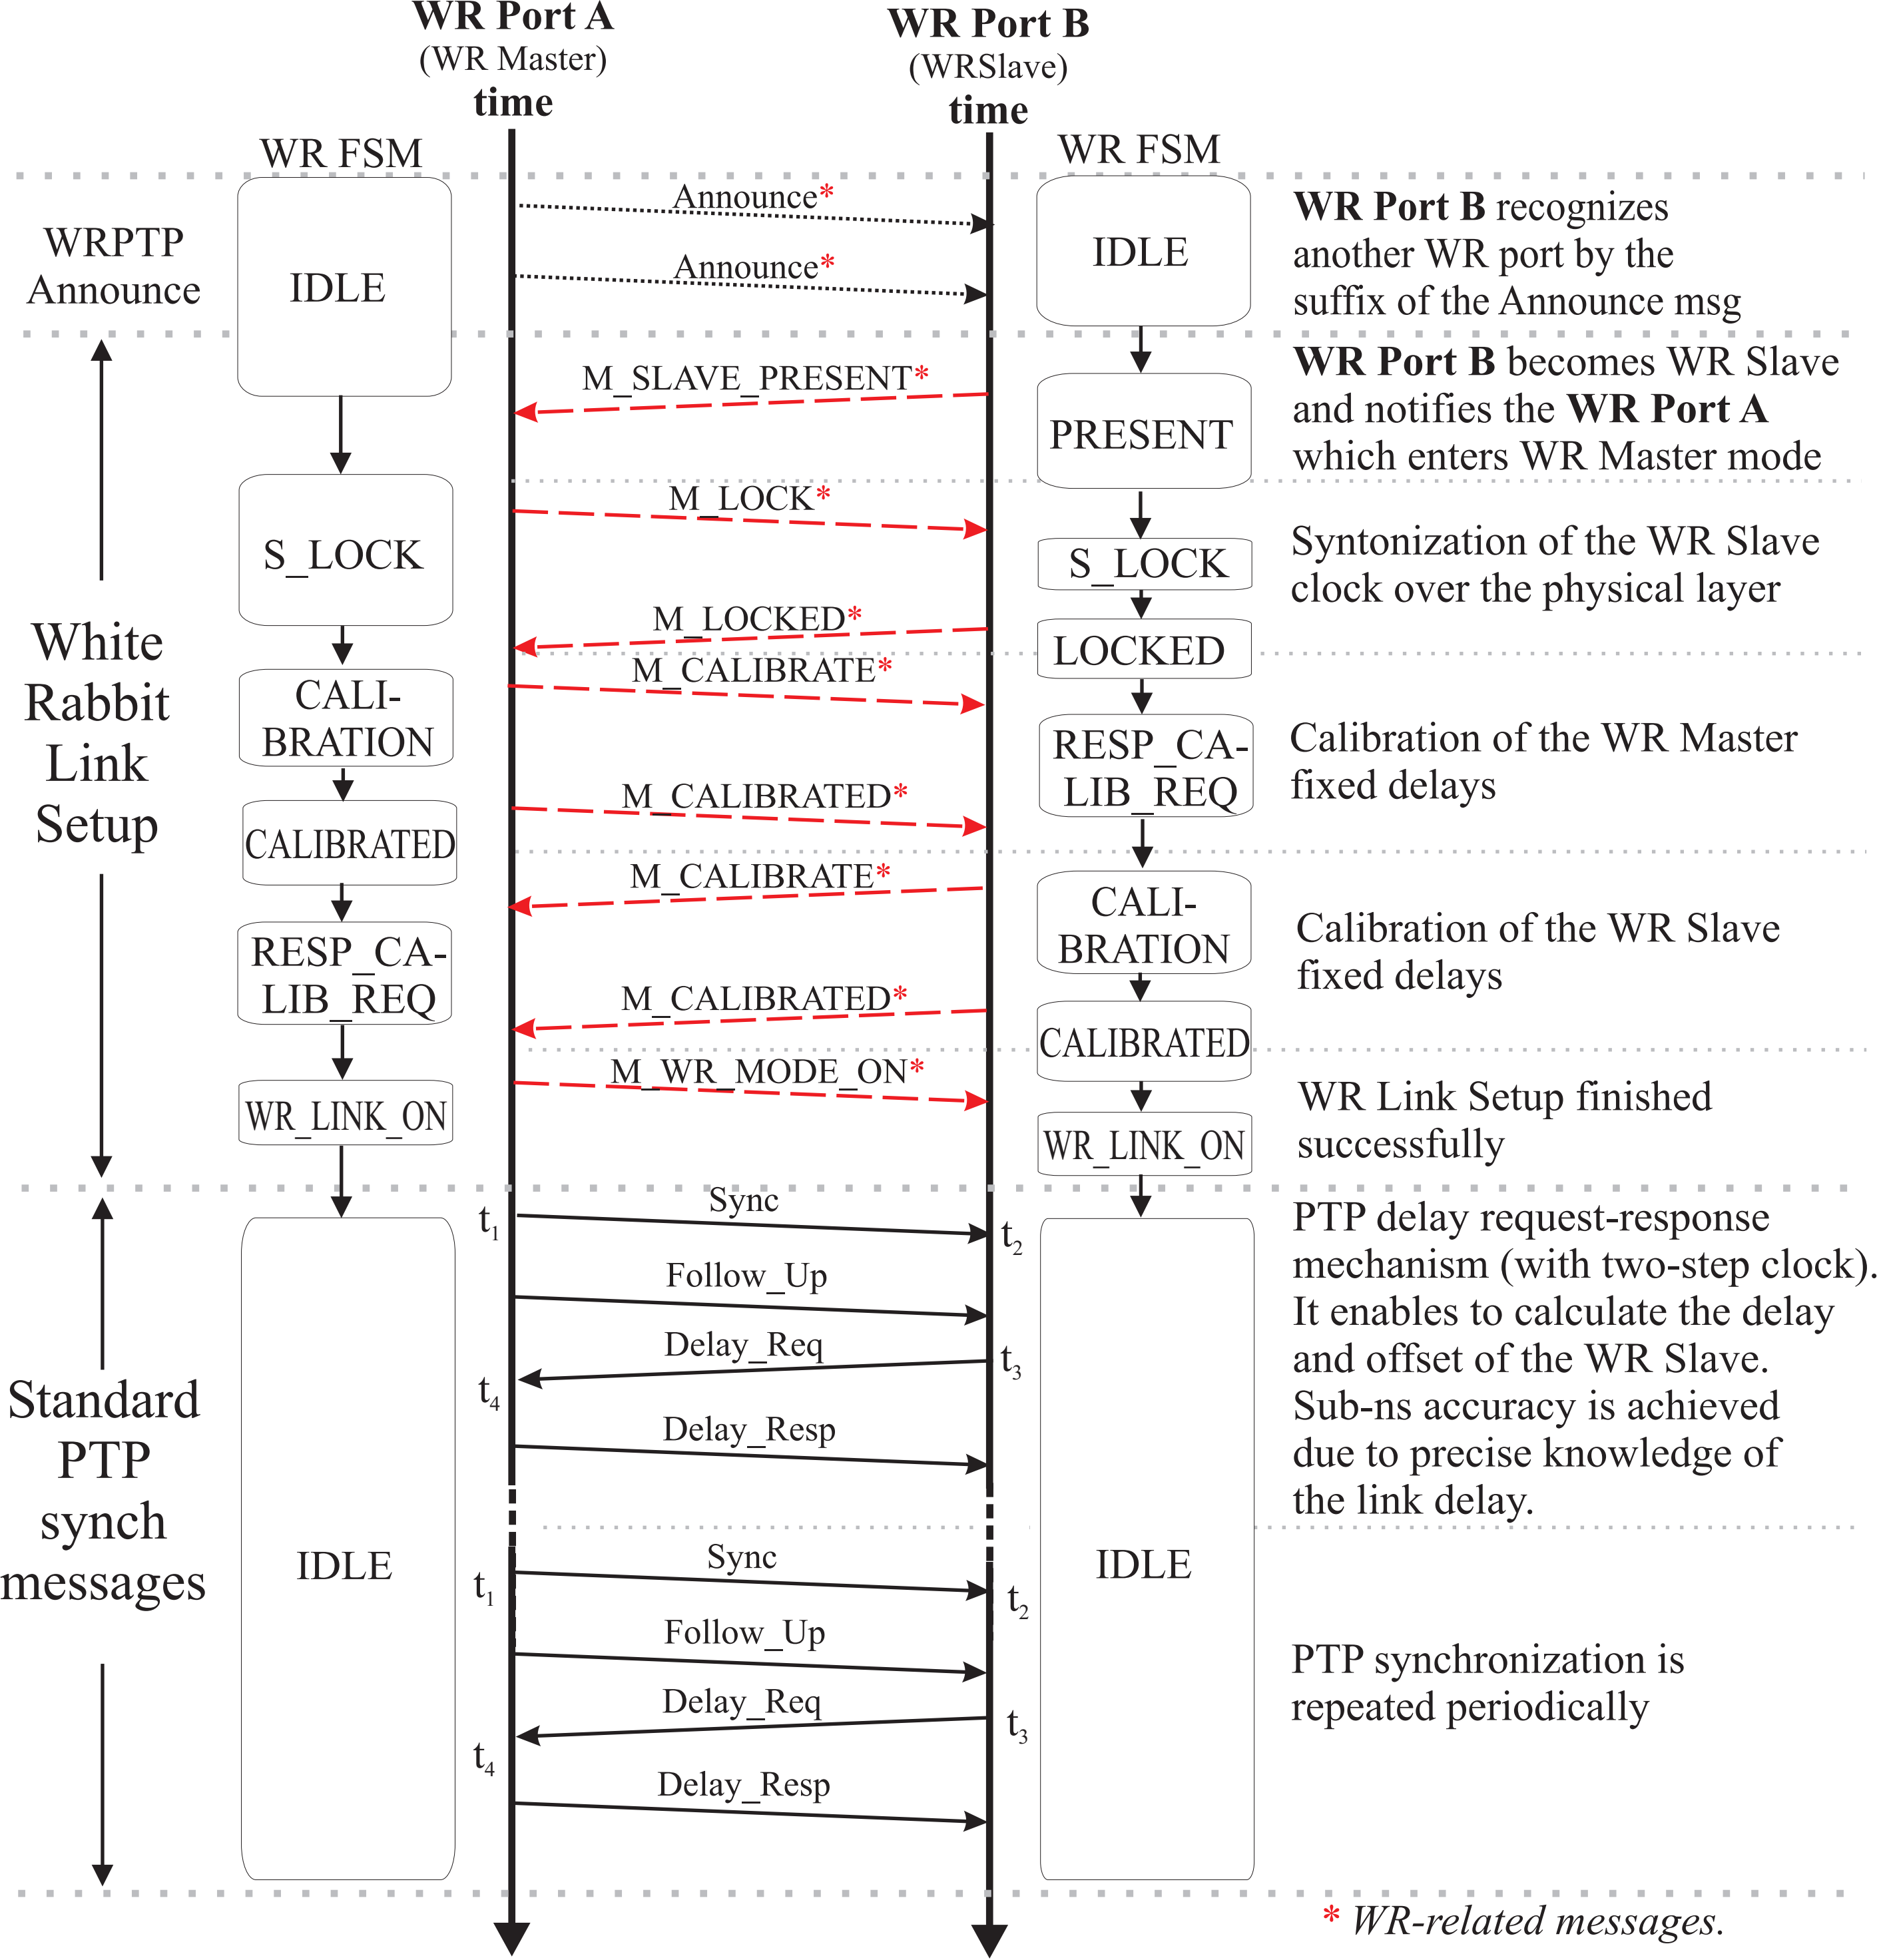 WR Port A
(WR Master)
time
WR Port B
(WRSlave)
time
WR FSM
WR FSM
WRPTP
Announce
IDLE
Announce*
Announce*
IDLE
WR Port B recognizes
another WR port by the
suffix of the Announce msg
White
Rabbit
Link
Setup
M_SLAVE_PRESENT*
PRESENT
WR Port B becomes WR Slave
and notifies the WR Port A
which enters WR Master mode
S_LOCK
M_LOCK*
S_LOCK
Syntonization of the WR Slave
clock over the physical layer
M_LOCKED*
LOCKED
CALI-
BRATION
M_CALIBRATE*
RESP_CA-
LIB_REQ
Calibration of the WR Master
fixed delays
CALIBRATED
M_CALIBRATED*
M_CALIBRATE*
CALI-
BRATION
RESP_CA-
LIB_REQ
Calibration of the WR Slave
fixed delays
M_CALIBRATED*
CALIBRATED
WR_LINK_ON
M_WR_MODE_ON*
WR_LINK_ON
WR Link Setup finished
successfully
Standard
PTP
synch
messages
IDLE
t1
Sync
t2
Follow_Up
Delay_Req
t3
t4
Delay_Resp
IDLE
PTP delay request-response
mechanism (with two-step clock).
It enables to calculate the delay
and offset of the WR Slave.
Sub-ns accuracy is achieved
due to precise knowledge of
the link delay.
t1
Sync
t2
Follow_Up
Delay_Req
t3
t4
Delay_Resp
PTP synchronization is
repeated periodically
* WR-related messages.